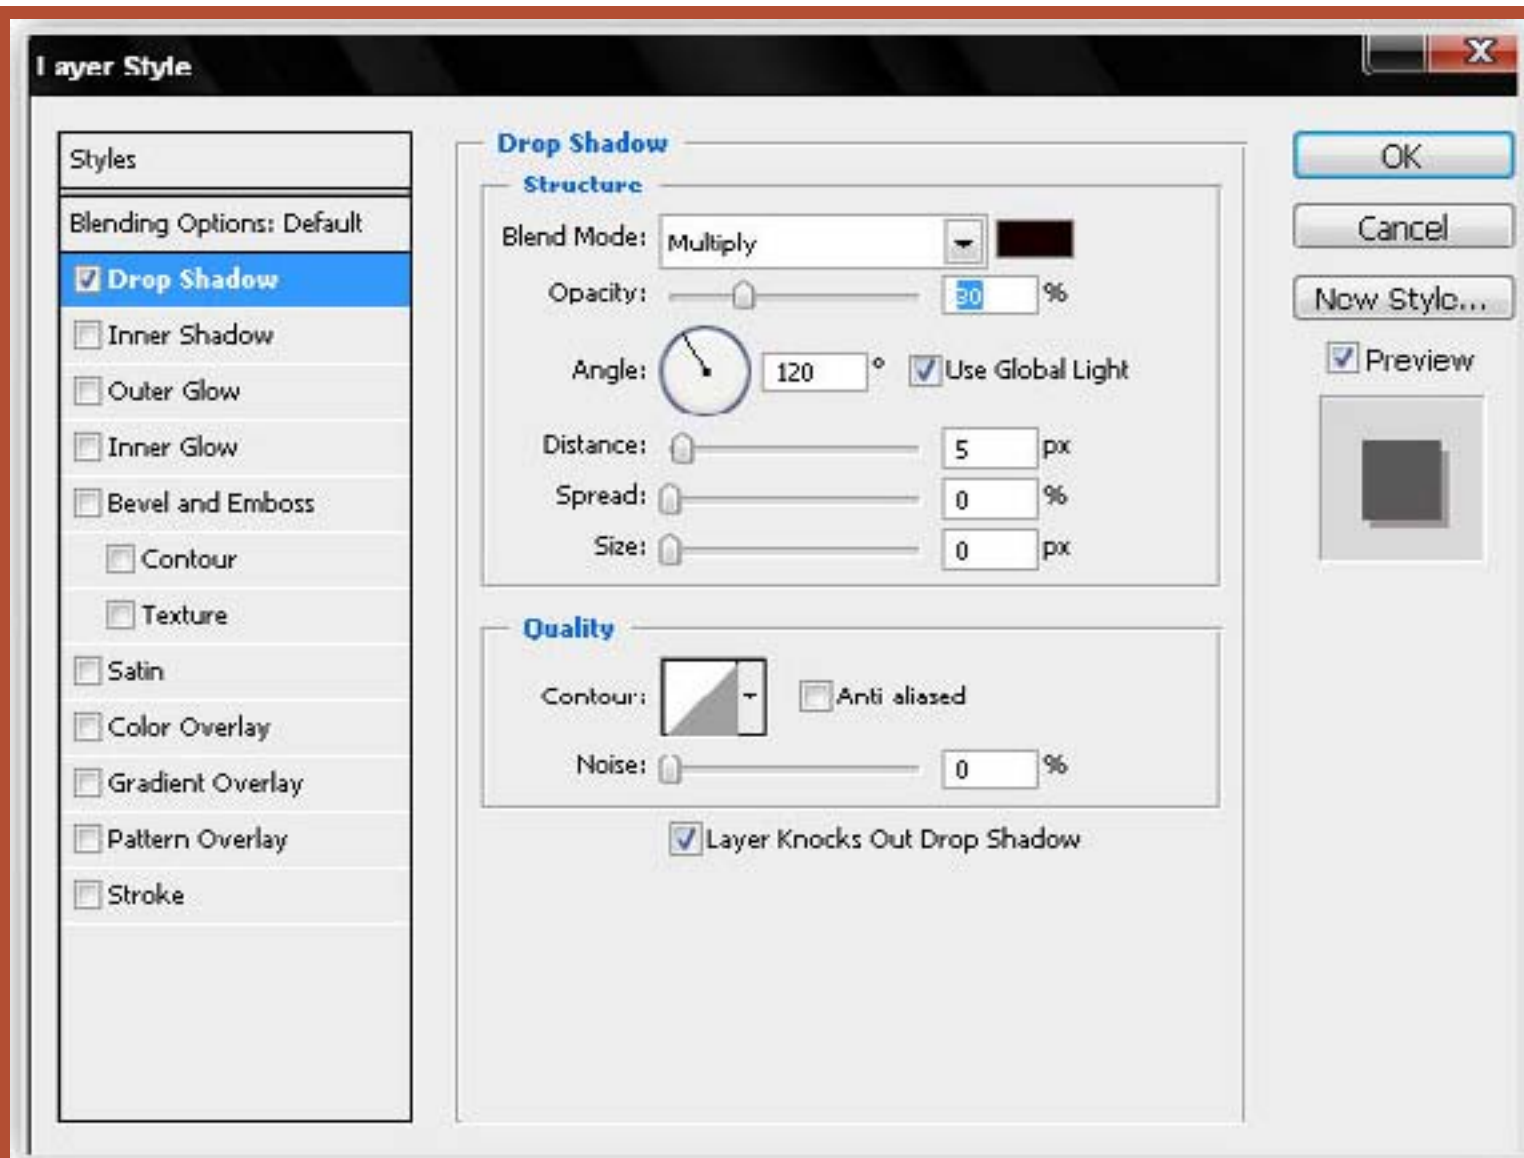 Layer Style
Styles
Blending Options: Default
Drop Shadow
Inner Shadow
Outer Glow
Inner Glow
Bevel and Emboss
Contour
Texture
Satin
Color Overlay
Gradient Overlay
Pattern Overlay
Stroke
Drop Shadow
Structure
Blend Mode: Multiply
Opacity: 30 %
Angle: 120 ° Use Global Light
Distance: 5 px
Spread: 0 %
Size: 0 px
Quality
Contour: Anti aliased
Noise: 0 %
Layer Knocks Out Drop Shadow
OK
Cancel
New Style...
Preview